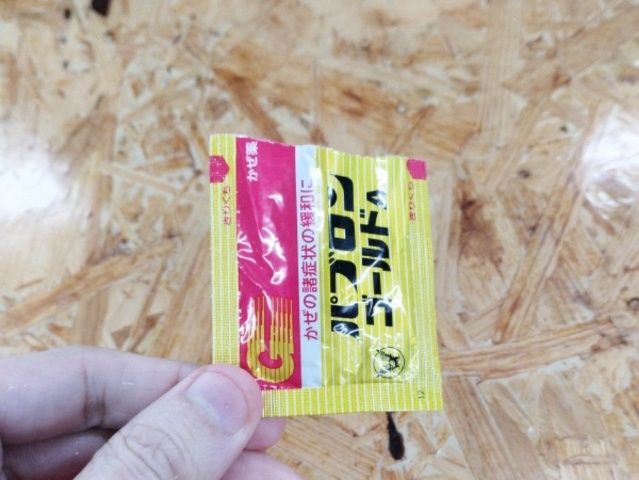 かぜ薬
きりくち
かぜの諸症状の緩和に
パブロン
ゴールドA
きりくち
C
12